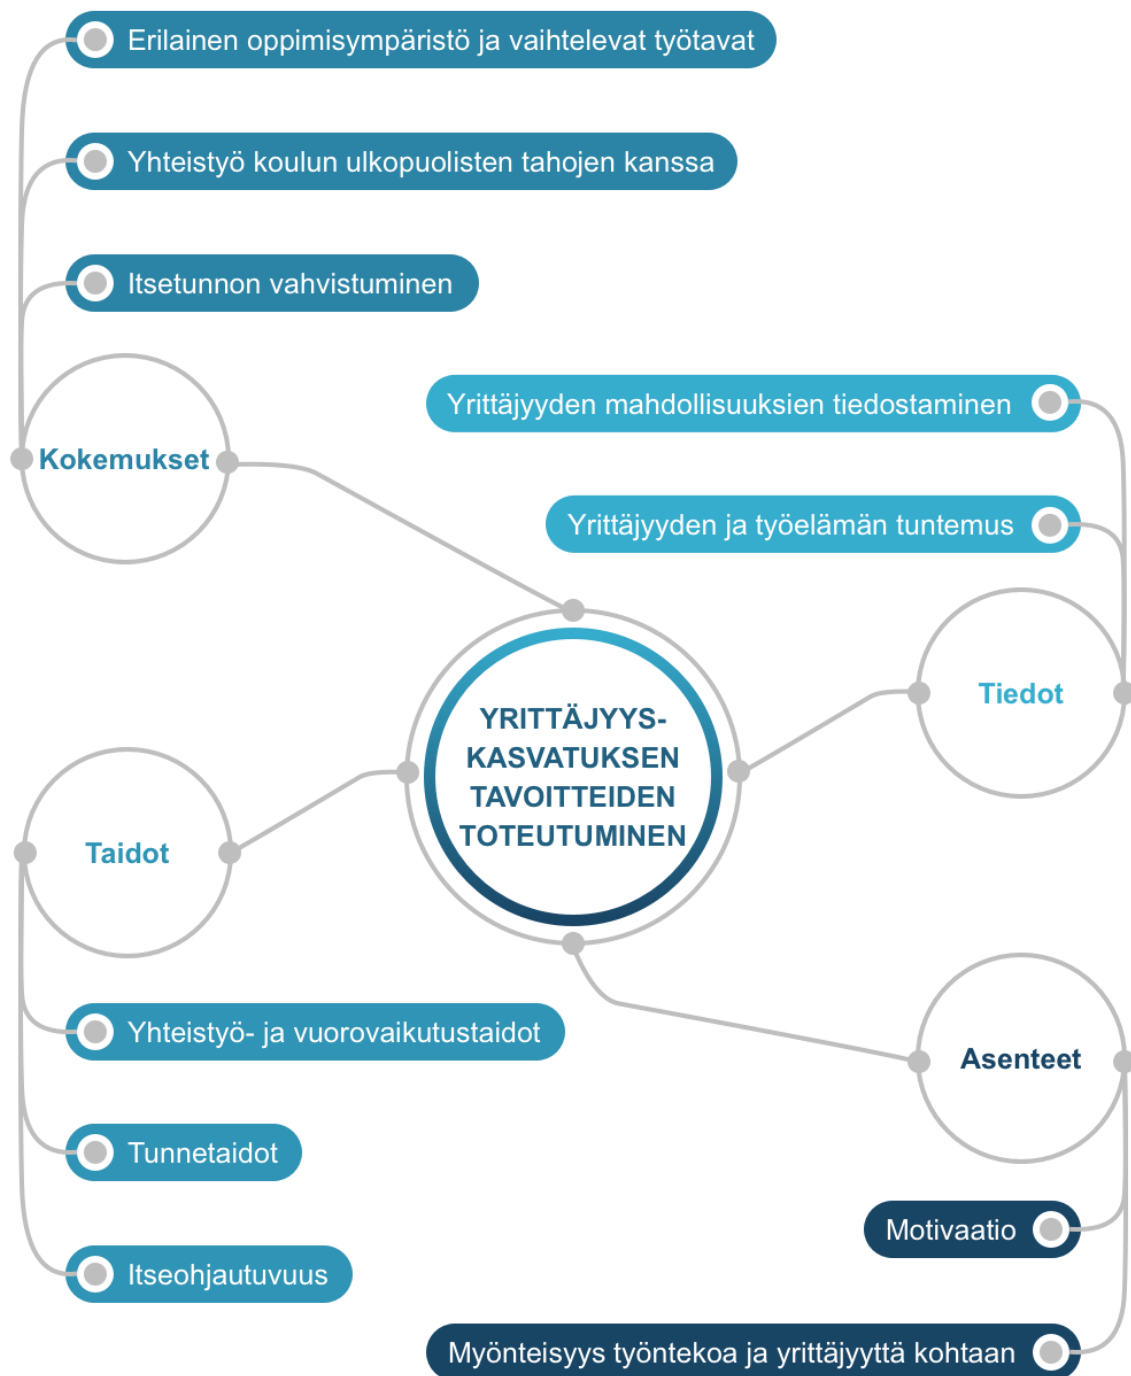 Erilainen oppimisympäristö ja vaihtelevat työtavat
Yhteistyö koulun ulkopuolisten tahojen kanssa
Itsetunnon vahvistuminen
Kokemukset
Yrittäjyyden mahdollisuuksien tiedostaminen
Yrittäjyyden ja työelämän tuntemus
Tiedot
YRITTÄJYYS-
KASVATUKSEN
TAVOITTEIDEN
TOTEUTUMINEN
Taidot
Yhteistyö- ja vuorovaikutustaidot
Tunnetaidot
Itseohjautuvuus
Asenteet
Motivaatio
Myönteisyys työntekoa ja yrittäjyyttä kohtaan